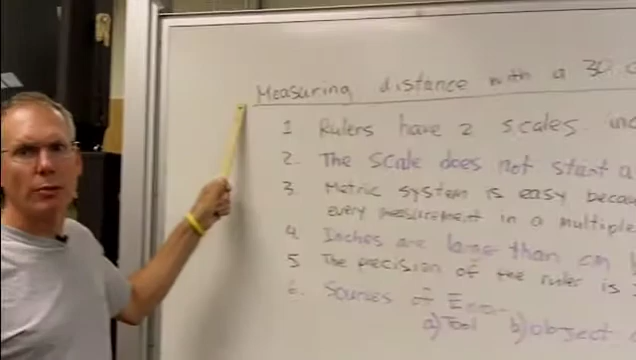 Measuring distance with a 30
1 Rulers have 2 scales. inc
2. The scale does not start a
3. Metric system is easy becau
every measurement in a multiple
4. Inches are large than cm
5. The precision of the ruler is
Sources of Error
a) Tool b) object